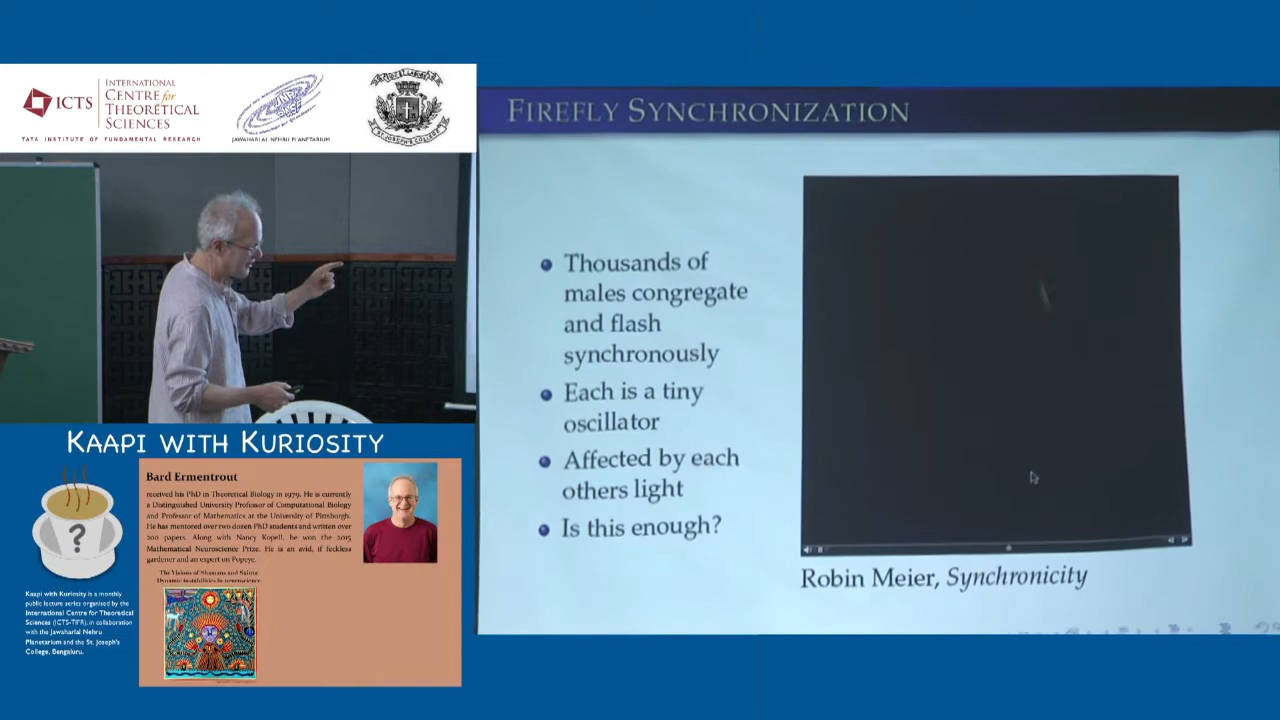 ICTS
INTERNATIONAL
CENTRE for
THEORETICAL
SCIENCES
TATA INSTITUTE OF FUNDAMENTAL RESEARCH
JAWAHARLAL NEHRU PLANETARIUM
FIREFLY SYNCHRONIZATION
Thousands of
males congregate
and flash
synchronously
Each is a tiny
oscillator
Affected by each
others light
Is this enough?
Robin Meier, Synchronicity
KAAPI WITH KURIOSITY
?
Kaapi with Kuriosity is a monthly
public lecture series organised by the
International Centre for Theoretical
Sciences (ICTS-TIFR), in collaboration
with the Jawaharlal Nehru
Planetarium and the St. Joseph's
College, Bengaluru.
Bard Ermentrout
received his PhD in Theoretical Biology in 1979. He is currently
a Distinguished University Professor of Computational Biology
and Professor of Mathematics at the University of Pittsburgh.
He has mentored over two dozen PhD students and written over
200 papers. Along with Nancy Kopell, he won the 2015
Mathematical Neuroscience Prize. He is an avid, if feckless
gardener and an expert on Popeye.
The Visions of Shamans and Saints
Dynamic instabilities in neuroscience